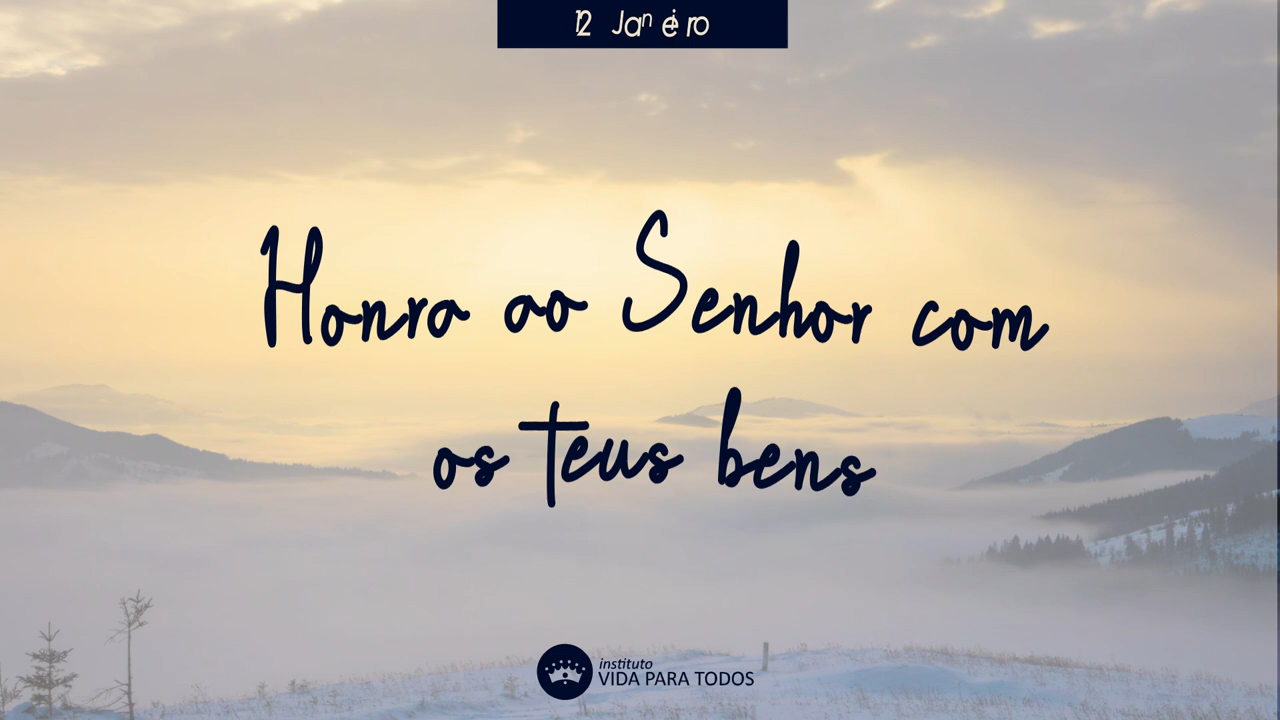 12 Janeiro
Honra ao Senhor com
os teus bens
instituto
VIDA PARA TODOS